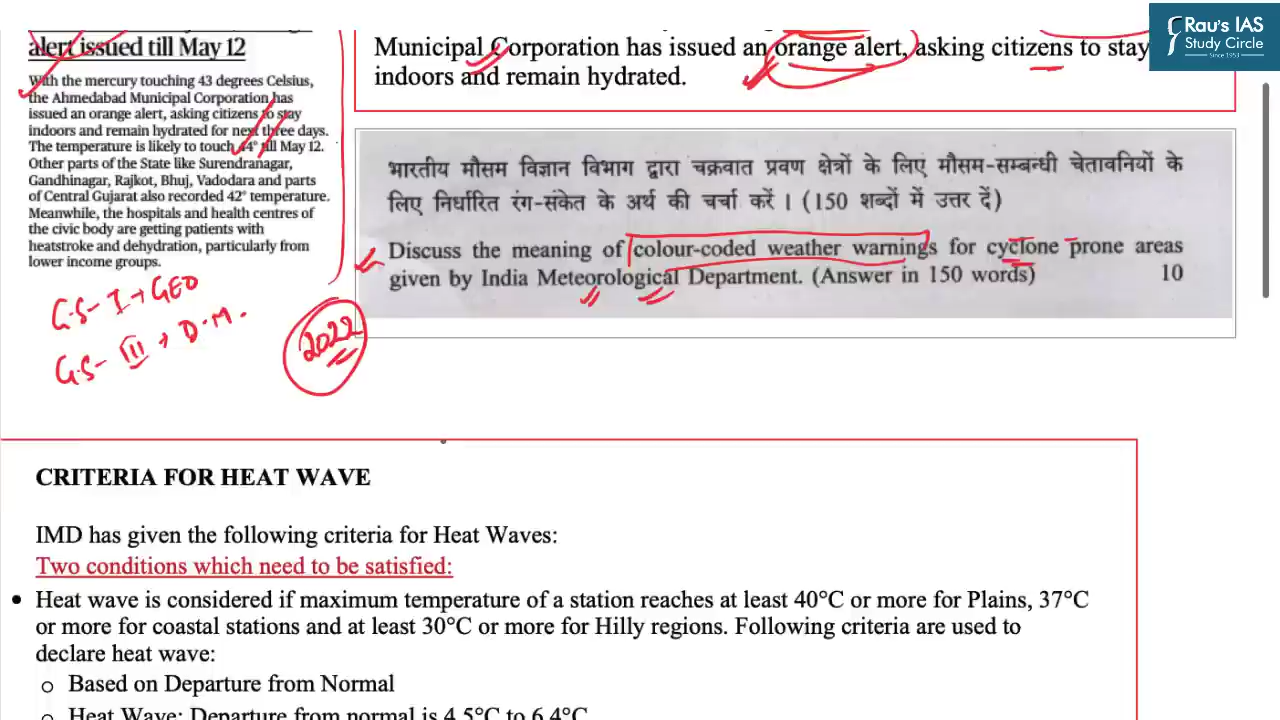 alert issued till May 12
With the mercury touching 43 degrees Celsius,
the Ahmedabad Municipal Corporation has
issued an orange alert, asking citizens to stay
indoors and remain hydrated for next three days.
The temperature is likely to touch 44° till May 12.
Other parts of the State like Surendranagar,
Gandhinagar, Rajkot, Bhuj, Vadodara and parts
of Central Gujarat also recorded 42° temperature.
Meanwhile, the hospitals and health centres of
the civic body are getting patients with
heatstroke and dehydration, particularly from
lower income groups.
G.S- I → GEO
G.S- III → D.M.
2022
Municipal Corporation has issued an orange alert, asking citizens to stay
indoors and remain hydrated.
Rau's IAS
Study Circle
Since 1953
भारतीय मौसम विज्ञान विभाग द्वारा चक्रवात प्रवण क्षेत्रों के लिए मौसम-सम्बन्धी चेतावनियों के
लिए निर्धारित रंग-संकेत के अर्थ की चर्चा करें । (150 शब्दों में उत्तर दें)
Discuss the meaning of colour-coded weather warnings for cyclone prone areas
given by India Meteorological Department. (Answer in 150 words) 10
CRITERIA FOR HEAT WAVE
IMD has given the following criteria for Heat Waves:
Two conditions which need to be satisfied:
• Heat wave is considered if maximum temperature of a station reaches at least 40°C or more for Plains, 37°C
or more for coastal stations and at least 30°C or more for Hilly regions. Following criteria are used to
declare heat wave:
o Based on Departure from Normal
o Heat Wave: Departure from normal is 4.5°C to 6.4°C